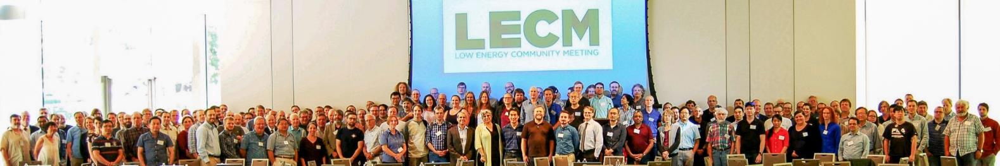 LECM
LOW ENERGY COMMUNITY MEETING